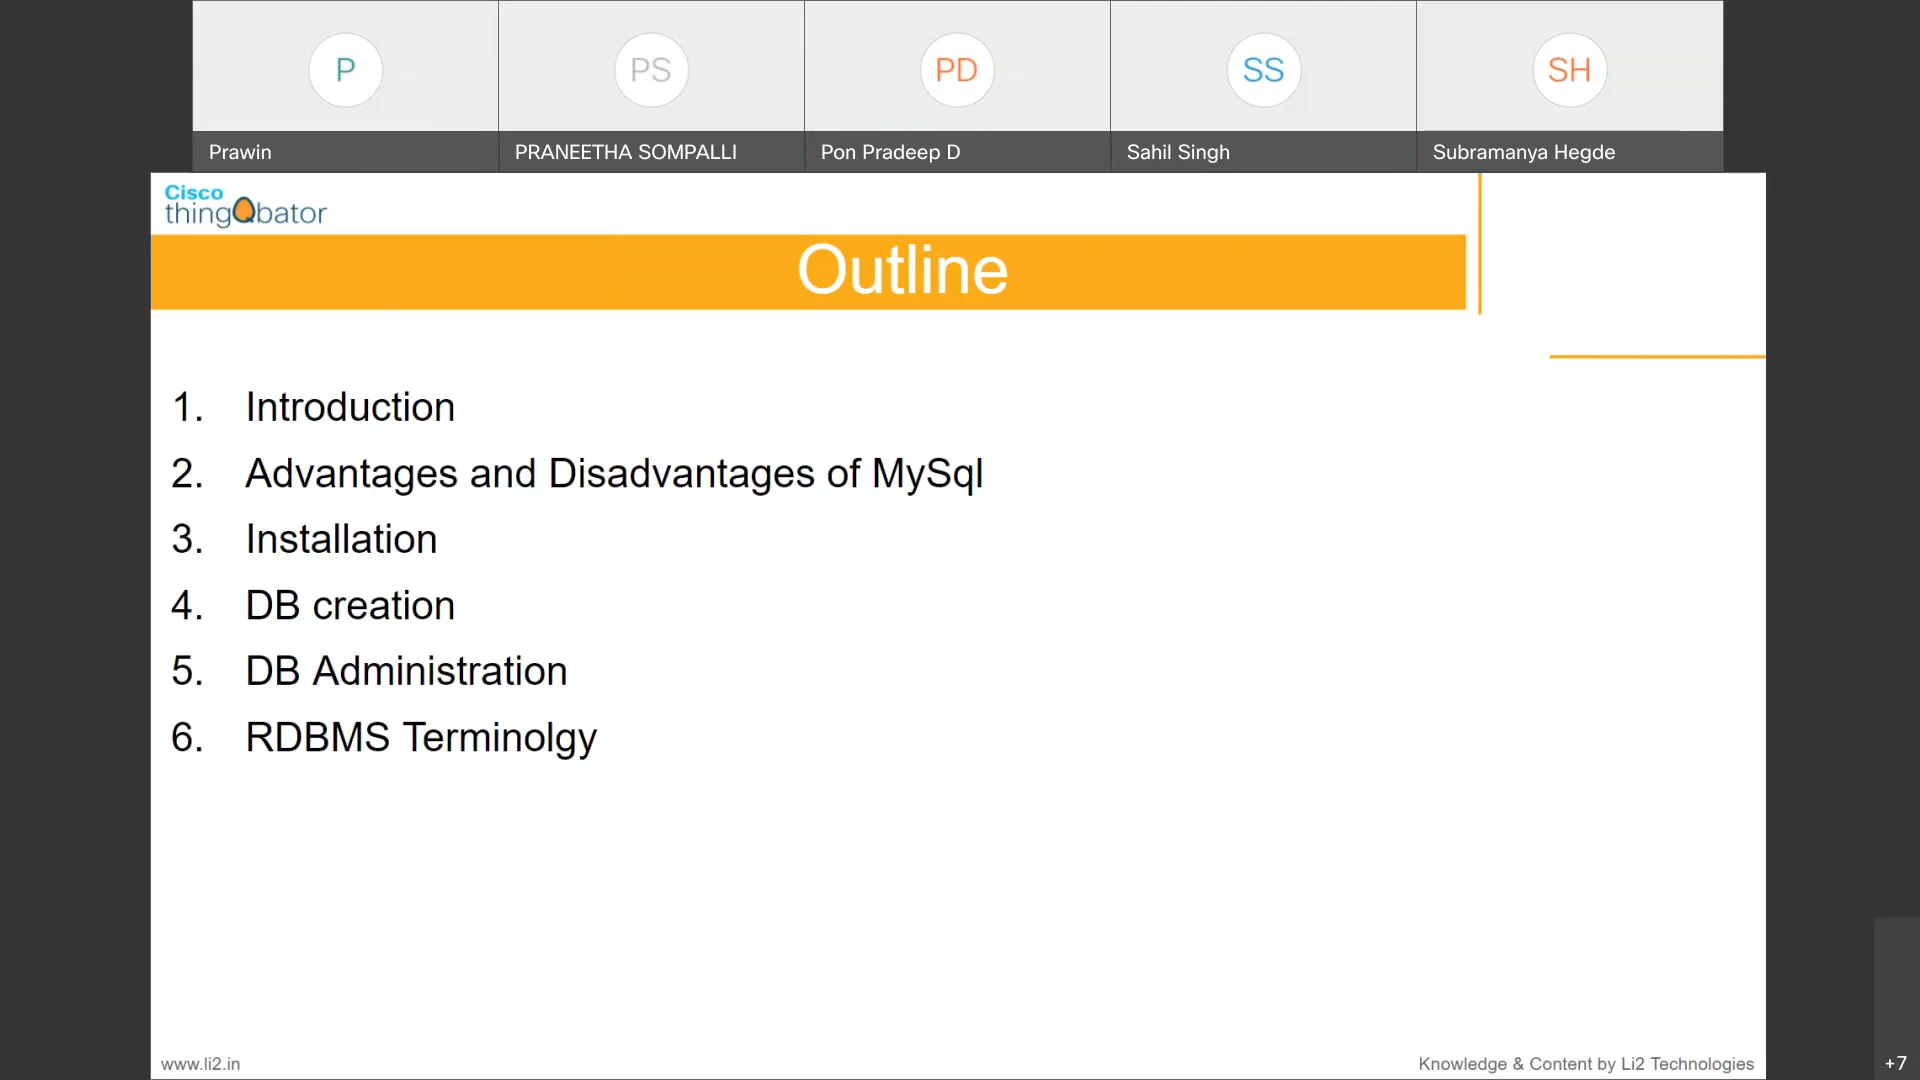 P
PS
PD
SS
SH
Prawin
PRANEETHA SOMPALLI
Pon Pradeep D
Sahil Singh
Subramanya Hegde
Cisco
thingQbator
Outline
1. Introduction
2. Advantages and Disadvantages of MySql
3. Installation
4. DB creation
5. DB Administration
6. RDBMS Terminolgy
www.li2.in
Knowledge & Content by Li2 Technologies
+7